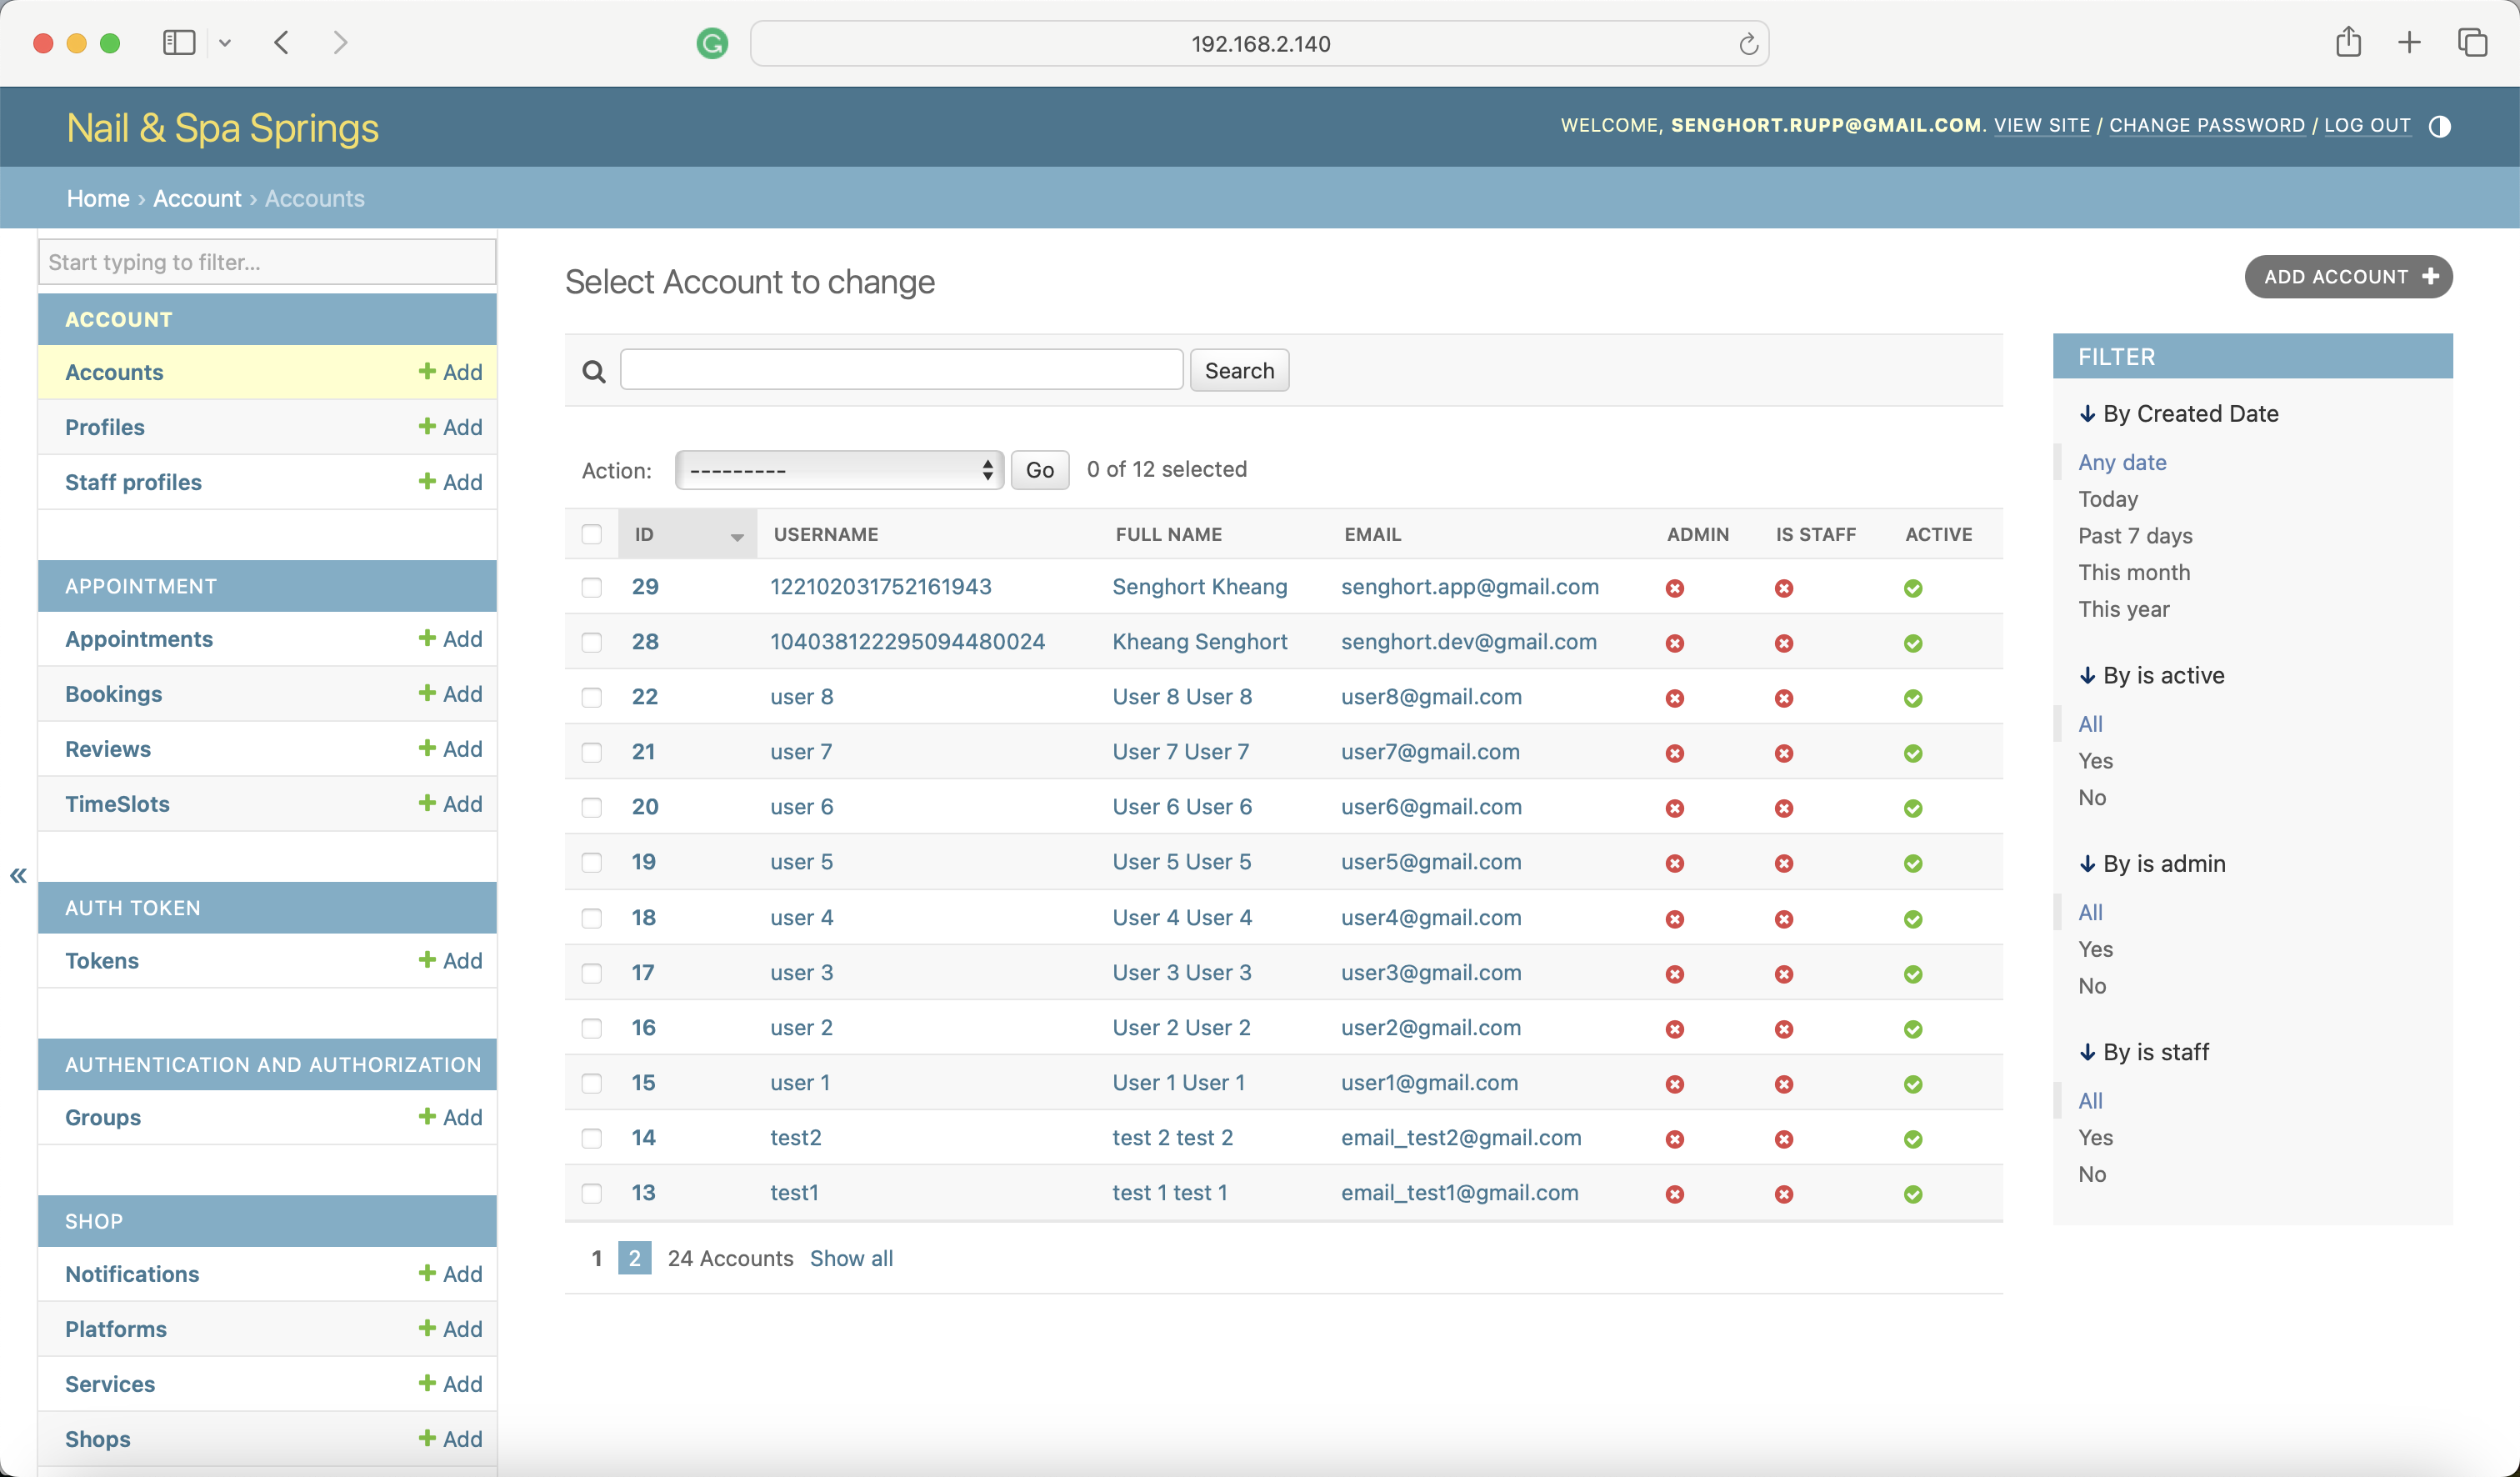 192.168.2.140
Nail & Spa Springs
WELCOME, SENGHORT.RUPP@GMAIL.COM. VIEW SITE / CHANGE PASSWORD / LOG OUT
Home › Account › Accounts
Start typing to filter...
ACCOUNT
Accounts + Add
Profiles + Add
Staff profiles + Add
APPOINTMENT
Appointments + Add
Bookings + Add
Reviews + Add
TimeSlots + Add
«
AUTH TOKEN
Tokens + Add
AUTHENTICATION AND AUTHORIZATION
Groups + Add
SHOP
Notifications + Add
Platforms + Add
Services + Add
Shops + Add
Select Account to change
ADD ACCOUNT +
Search
Action: --------- Go 0 of 12 selected
ID USERNAME FULL NAME EMAIL ADMIN IS STAFF ACTIVE
29 122102031752161943 Senghort Kheang senghort.app@gmail.com
28 104038122295094480024 Kheang Senghort senghort.dev@gmail.com
22 user 8 User 8 User 8 user8@gmail.com
21 user 7 User 7 User 7 user7@gmail.com
20 user 6 User 6 User 6 user6@gmail.com
19 user 5 User 5 User 5 user5@gmail.com
18 user 4 User 4 User 4 user4@gmail.com
17 user 3 User 3 User 3 user3@gmail.com
16 user 2 User 2 User 2 user2@gmail.com
15 user 1 User 1 User 1 user1@gmail.com
14 test2 test 2 test 2 email_test2@gmail.com
13 test1 test 1 test 1 email_test1@gmail.com
1 2 24 Accounts Show all
FILTER
↓ By Created Date
Any date
Today
Past 7 days
This month
This year
↓ By is active
All
Yes
No
↓ By is admin
All
Yes
No
↓ By is staff
All
Yes
No